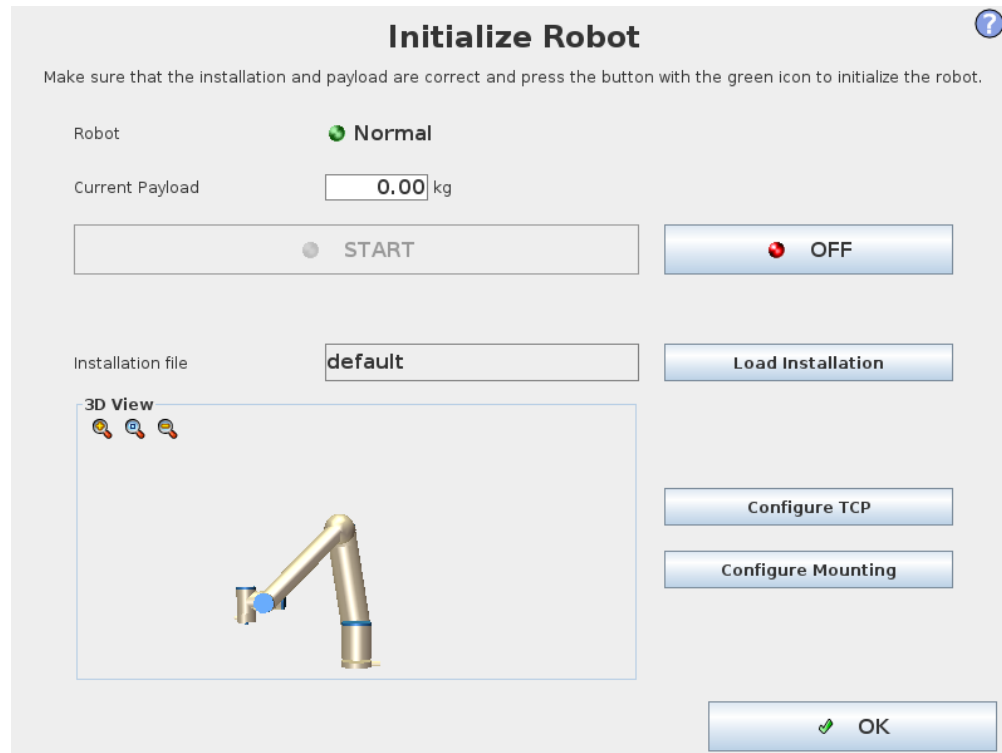 Initialize Robot
?
Make sure that the installation and payload are correct and press the button with the green icon to initialize the robot.
Robot
Normal
Current Payload
0.00 kg
START
OFF
Installation file
default
Load Installation
3D View
Configure TCP
Configure Mounting
OK